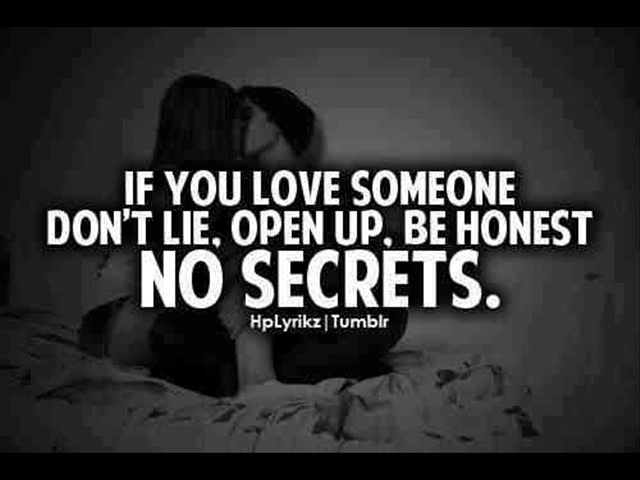 IF YOU LOVE SOMEONE
DON'T LIE, OPEN UP, BE HONEST
NO SECRETS.
HpLyrikz|Tumblr